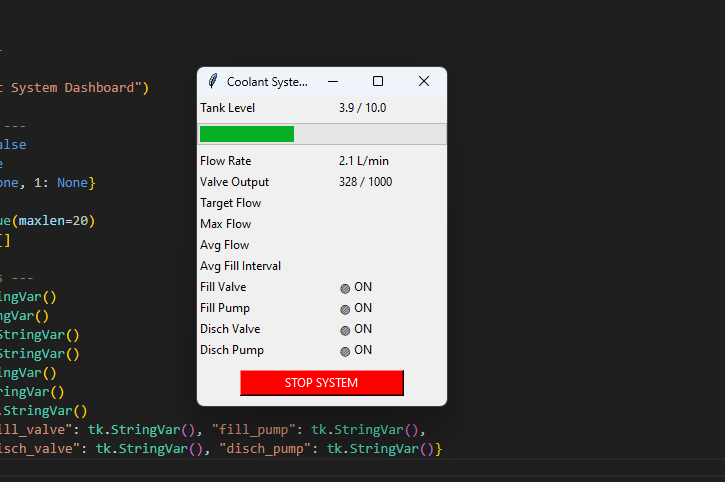 t System Dashboard")
---
alse
e
one, 1: None}
ue(maxlen=20)
[]
s ---
ingVar()
ngVar()
StringVar()
StringVar()
ingVar()
ringVar()
.StringVar()
ill_valve": tk.StringVar(), "fill_pump": tk.StringVar(),
isch_valve": tk.StringVar(), "disch_pump": tk.StringVar()}
Coolant Syste...
Tank Level 3.9 / 10.0
Flow Rate 2.1 L/min
Valve Output 328 / 1000
Target Flow
Max Flow
Avg Flow
Avg Fill Interval
Fill Valve ON
Fill Pump ON
Disch Valve ON
Disch Pump ON
STOP SYSTEM